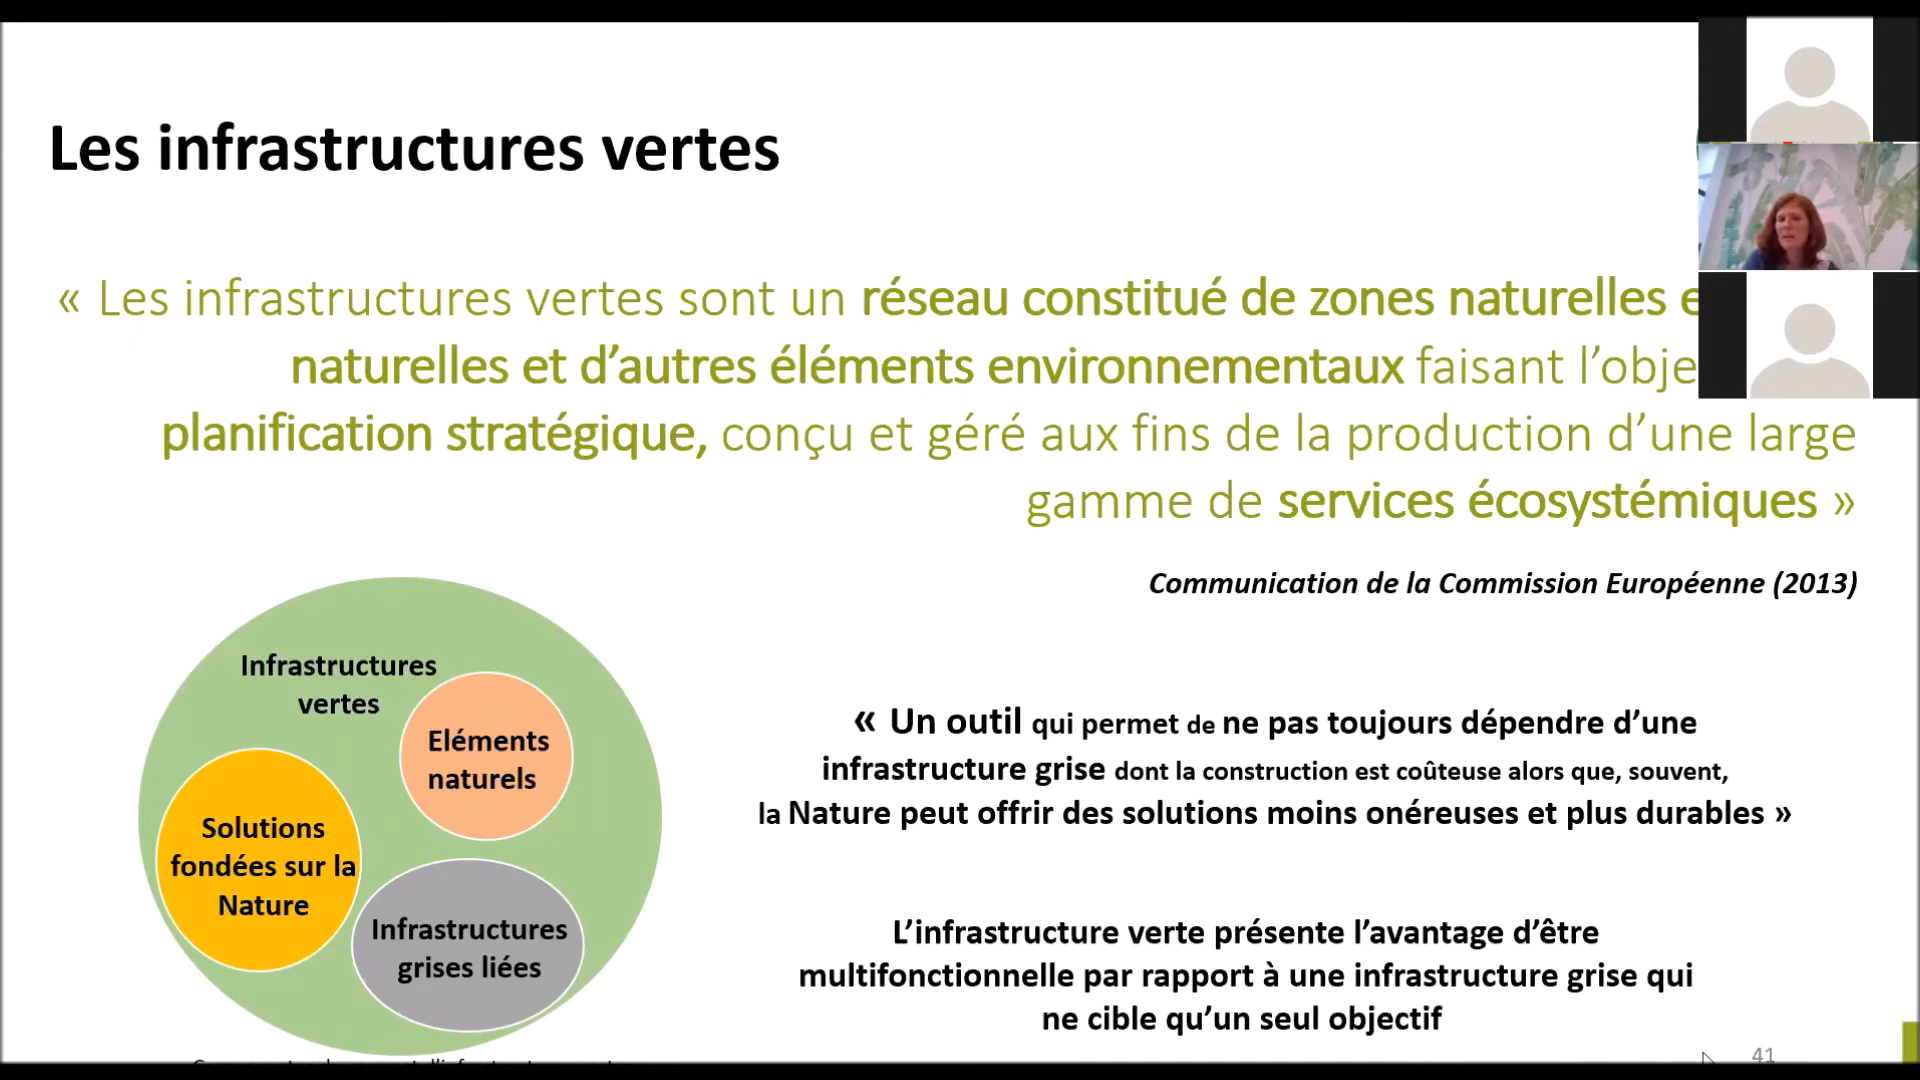 Les infrastructures vertes
« Les infrastructures vertes sont un réseau constitué de zones naturelles
naturelles et d’autres éléments environnementaux faisant
planification stratégique, conçu et géré aux fins de la production d’une large
gamme de services écosystémiques »
Communication de la Commission Européenne (2013)
Infrastructures
vertes
Eléments
naturels
Solutions
fondées sur la
Nature
Infrastructures
grises liées
« Un outil qui permet de ne pas toujours dépendre d’une
infrastructure grise dont la construction est coûteuse alors que, souvent,
la Nature peut offrir des solutions moins onéreuses et plus durables »
L’infrastructure verte présente l’avantage d’être
multifonctionnelle par rapport à une infrastructure grise qui
ne cible qu’un seul objectif
41